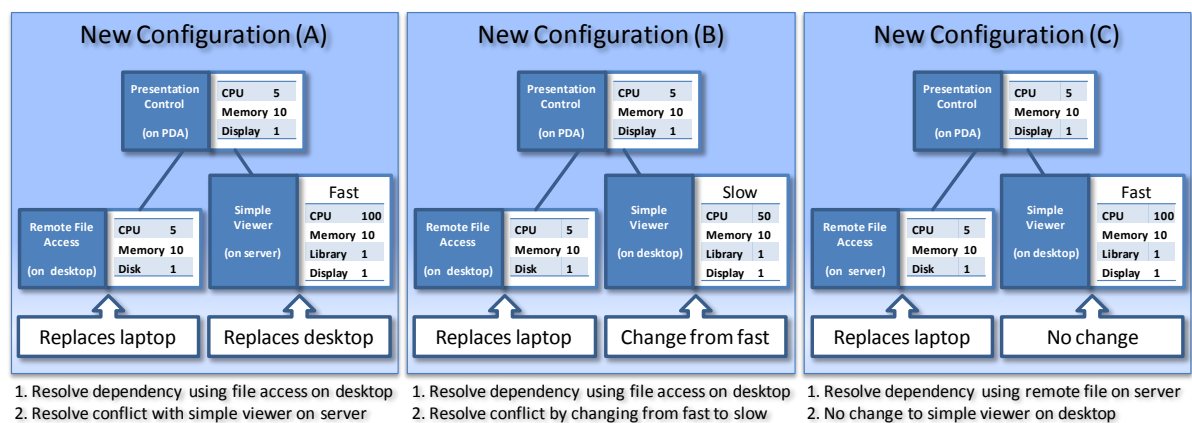 New Configuration (A)
Presentation
Control
(on PDA)
CPU 5
Memory 10
Display 1
Remote File
Access
(on desktop)
CPU 5
Memory 10
Disk 1
Simple
Viewer
(on server)
Fast
CPU 100
Memory 10
Library 1
Display 1
Replaces laptop
Replaces desktop
1. Resolve dependency using file access on desktop
2. Resolve conflict with simple viewer on server
New Configuration (B)
Presentation
Control
(on PDA)
CPU 5
Memory 10
Display 1
Remote File
Access
(on desktop)
CPU 5
Memory 10
Disk 1
Simple
Viewer
(on desktop)
Slow
CPU 50
Memory 10
Library 1
Display 1
Replaces laptop
Change from fast
1. Resolve dependency using file access on desktop
2. Resolve conflict by changing from fast to slow
New Configuration (C)
Presentation
Control
(on PDA)
CPU 5
Memory 10
Display 1
Remote File
Access
(on server)
CPU 5
Memory 10
Disk 1
Simple
Viewer
(on desktop)
Fast
CPU 100
Memory 10
Library 1
Display 1
Replaces laptop
No change
1. Resolve dependency using remote file on server
2. No change to simple viewer on desktop